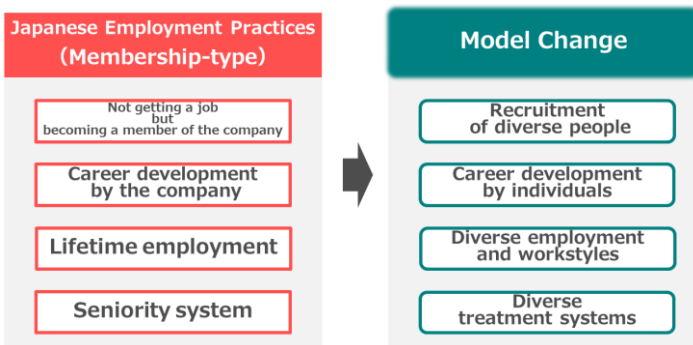 Japanese Employment Practices
(Membership-type)
Not getting a job
but
becoming a member of the company
Career development
by the company
Lifetime employment
Seniority system
Model Change
Recruitment
of diverse people
Career development
by individuals
Diverse employment
and workstyles
Diverse
treatment systems